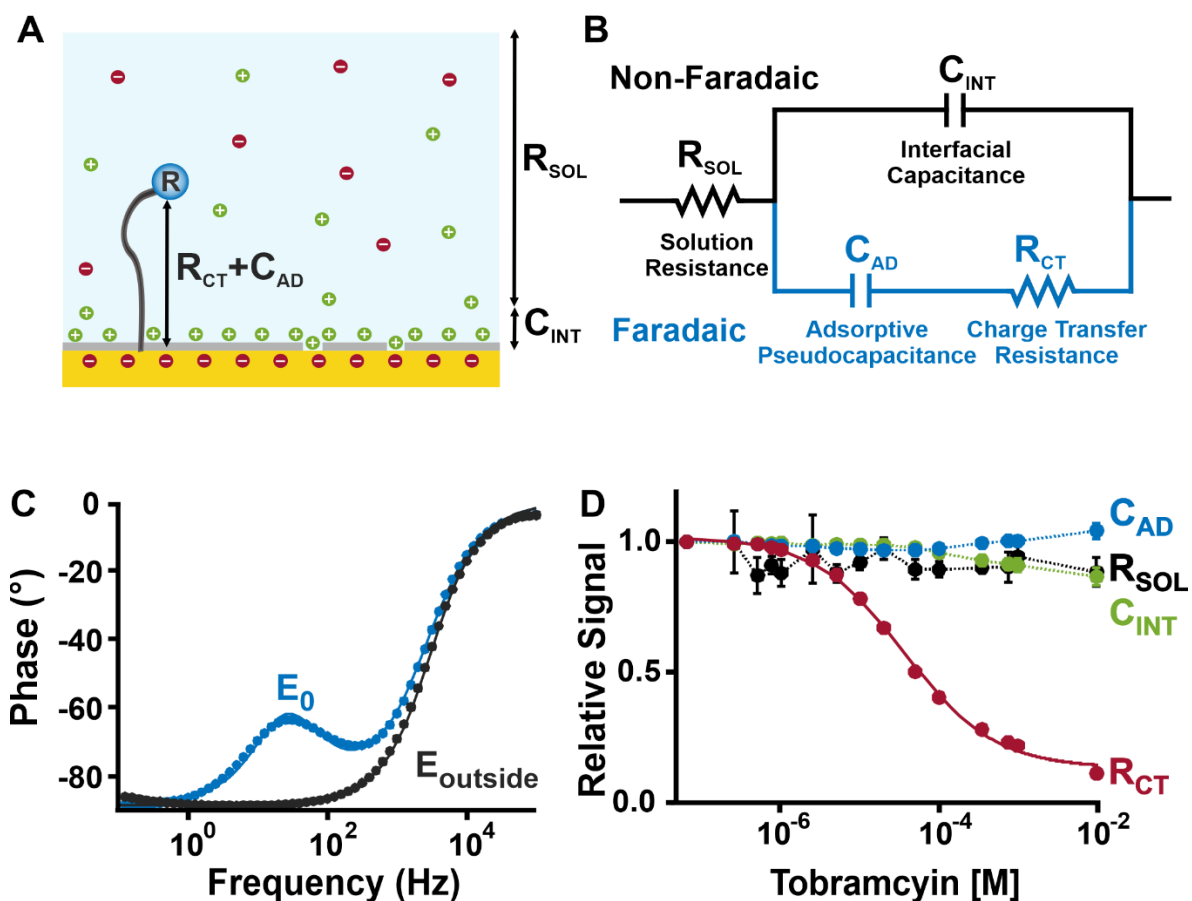 A
R
R_CT+C_AD
R_SOL
C_INT
B
Non-Faradaic
C_INT
Interfacial
Capacitance
R_SOL
Solution
Resistance
C_AD
R_CT
Faradaic
Adsorptive
Pseudocapacitance
Charge Transfer
Resistance
C
Phase (°)
0
-20
-40
-60
-80
E_0
E_outside
10^0
10^2
10^4
Frequency (Hz)
D
Relative Signal
1.0
0.5
0.0
C_AD
R_SOL
C_INT
R_CT
10^-6
10^-4
10^-2
Tobramcyin [M]